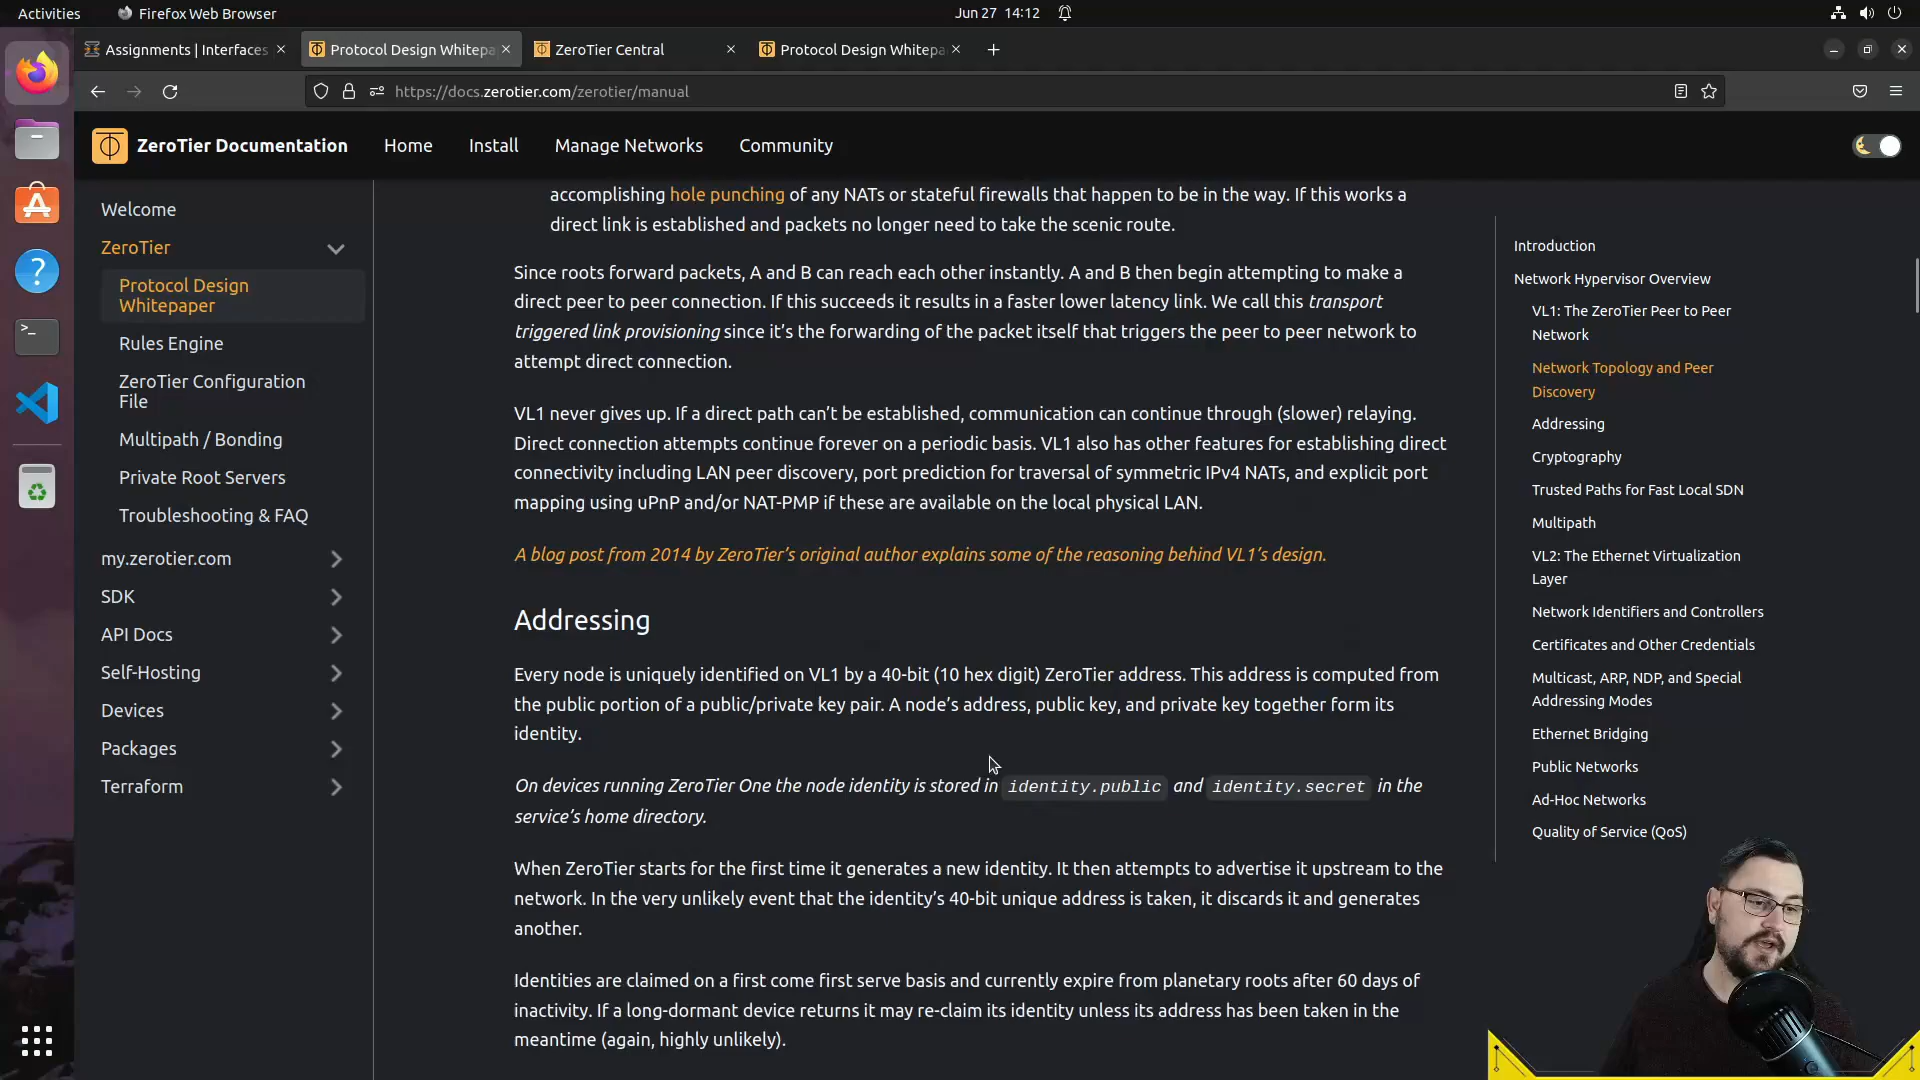 Activities
Firefox Web Browser
Jun 27 14:12
Assignments | Interfaces
Protocol Design Whitepa
ZeroTier Central
Protocol Design Whitepa
https://docs.zerotier.com/zerotier/manual
ZeroTier Documentation
Home
Install
Manage Networks
Community
Welcome
ZeroTier
Protocol Design
Whitepaper
Rules Engine
ZeroTier Configuration
File
Multipath / Bonding
Private Root Servers
Troubleshooting & FAQ
my.zerotier.com
SDK
API Docs
Self-Hosting
Devices
Packages
Terraform
accomplishing hole punching of any NATs or stateful firewalls that happen to be in the way. If this works a
direct link is established and packets no longer need to take the scenic route.
Since roots forward packets, A and B can reach each other instantly. A and B then begin attempting to make a
direct peer to peer connection. If this succeeds it results in a faster lower latency link. We call this transport
triggered link provisioning since it’s the forwarding of the packet itself that triggers the peer to peer network to
attempt direct connection.
VL1 never gives up. If a direct path can’t be established, communication can continue through (slower) relaying.
Direct connection attempts continue forever on a periodic basis. VL1 also has other features for establishing direct
connectivity including LAN peer discovery, port prediction for traversal of symmetric IPv4 NATs, and explicit port
mapping using uPnP and/or NAT-PMP if these are available on the local physical LAN.
A blog post from 2014 by ZeroTier’s original author explains some of the reasoning behind VL1’s design.
Addressing
Every node is uniquely identified on VL1 by a 40-bit (10 hex digit) ZeroTier address. This address is computed from
the public portion of a public/private key pair. A node’s address, public key, and private key together form its
identity.
On devices running ZeroTier One the node identity is stored in identity.public and identity.secret in the
service’s home directory.
When ZeroTier starts for the first time it generates a new identity. It then attempts to advertise it upstream to the
network. In the very unlikely event that the identity’s 40-bit unique address is taken, it discards it and generates
another.
Identities are claimed on a first come first serve basis and currently expire from planetary roots after 60 days of
inactivity. If a long-dormant device returns it may re-claim its identity unless its address has been taken in the
meantime (again, highly unlikely).
Introduction
Network Hypervisor Overview
VL1: The ZeroTier Peer to Peer
Network
Network Topology and Peer
Discovery
Addressing
Cryptography
Trusted Paths for Fast Local SDN
Multipath
VL2: The Ethernet Virtualization
Layer
Network Identifiers and Controllers
Certificates and Other Credentials
Multicast, ARP, NDP, and Special
Addressing Modes
Ethernet Bridging
Public Networks
Ad-Hoc Networks
Quality of Service (QoS)